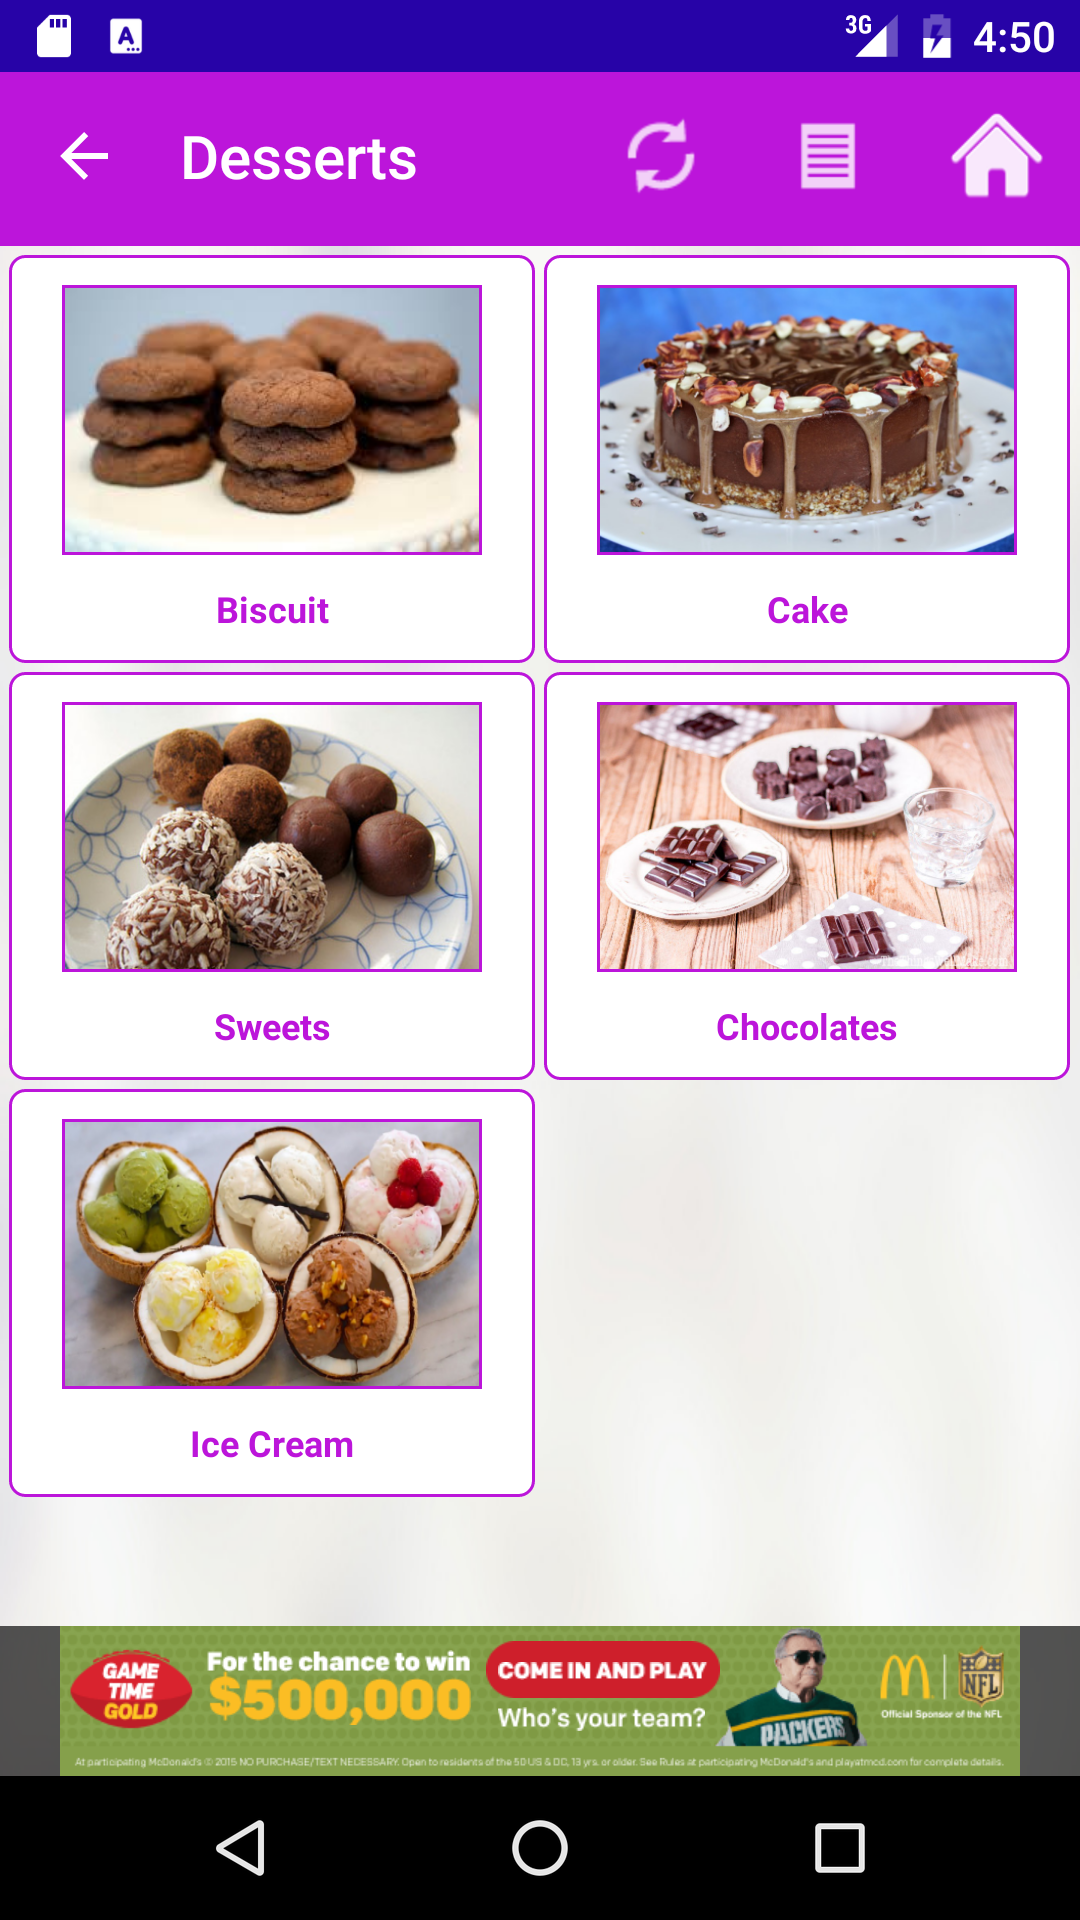 3G 4:50
A
Desserts
Biscuit
Cake
Sweets
Chocolates
Ice Cream
GAME
TIME
GOLD
For the chance to win
$500,000
COME IN AND PLAY
Who's your team?
PACKERS
NFL
Official Sponsor of the NFL
At participating McDonald's © 2015 NO PURCHASE/TEXT NECESSARY. Open to residents of the 50 US & DC, 13 yrs. or older. See Rules at participating McDonald's and playatmcd.com for complete details.